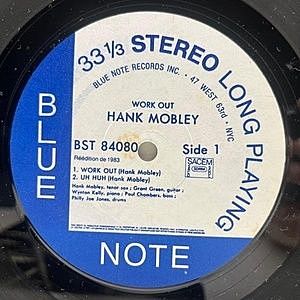 33 1/3 STEREO LONG PLAYING
BLUE NOTE RECORDS INC. • 47 WEST 63rd • NYC
WORK OUT
HANK MOBLEY
BST 84080
Side 1
Réédition de 1983
1. WORK OUT (Hank Mobley)
2. UH HUH (Hank Mobley)
SACEM
Hank Mobley, tenor sax ; Grant Green, guitar ;
Wynton Kelly, piano ; Paul Chambers, bass ;
Philly Joe Jones, drums
BLUE
NOTE